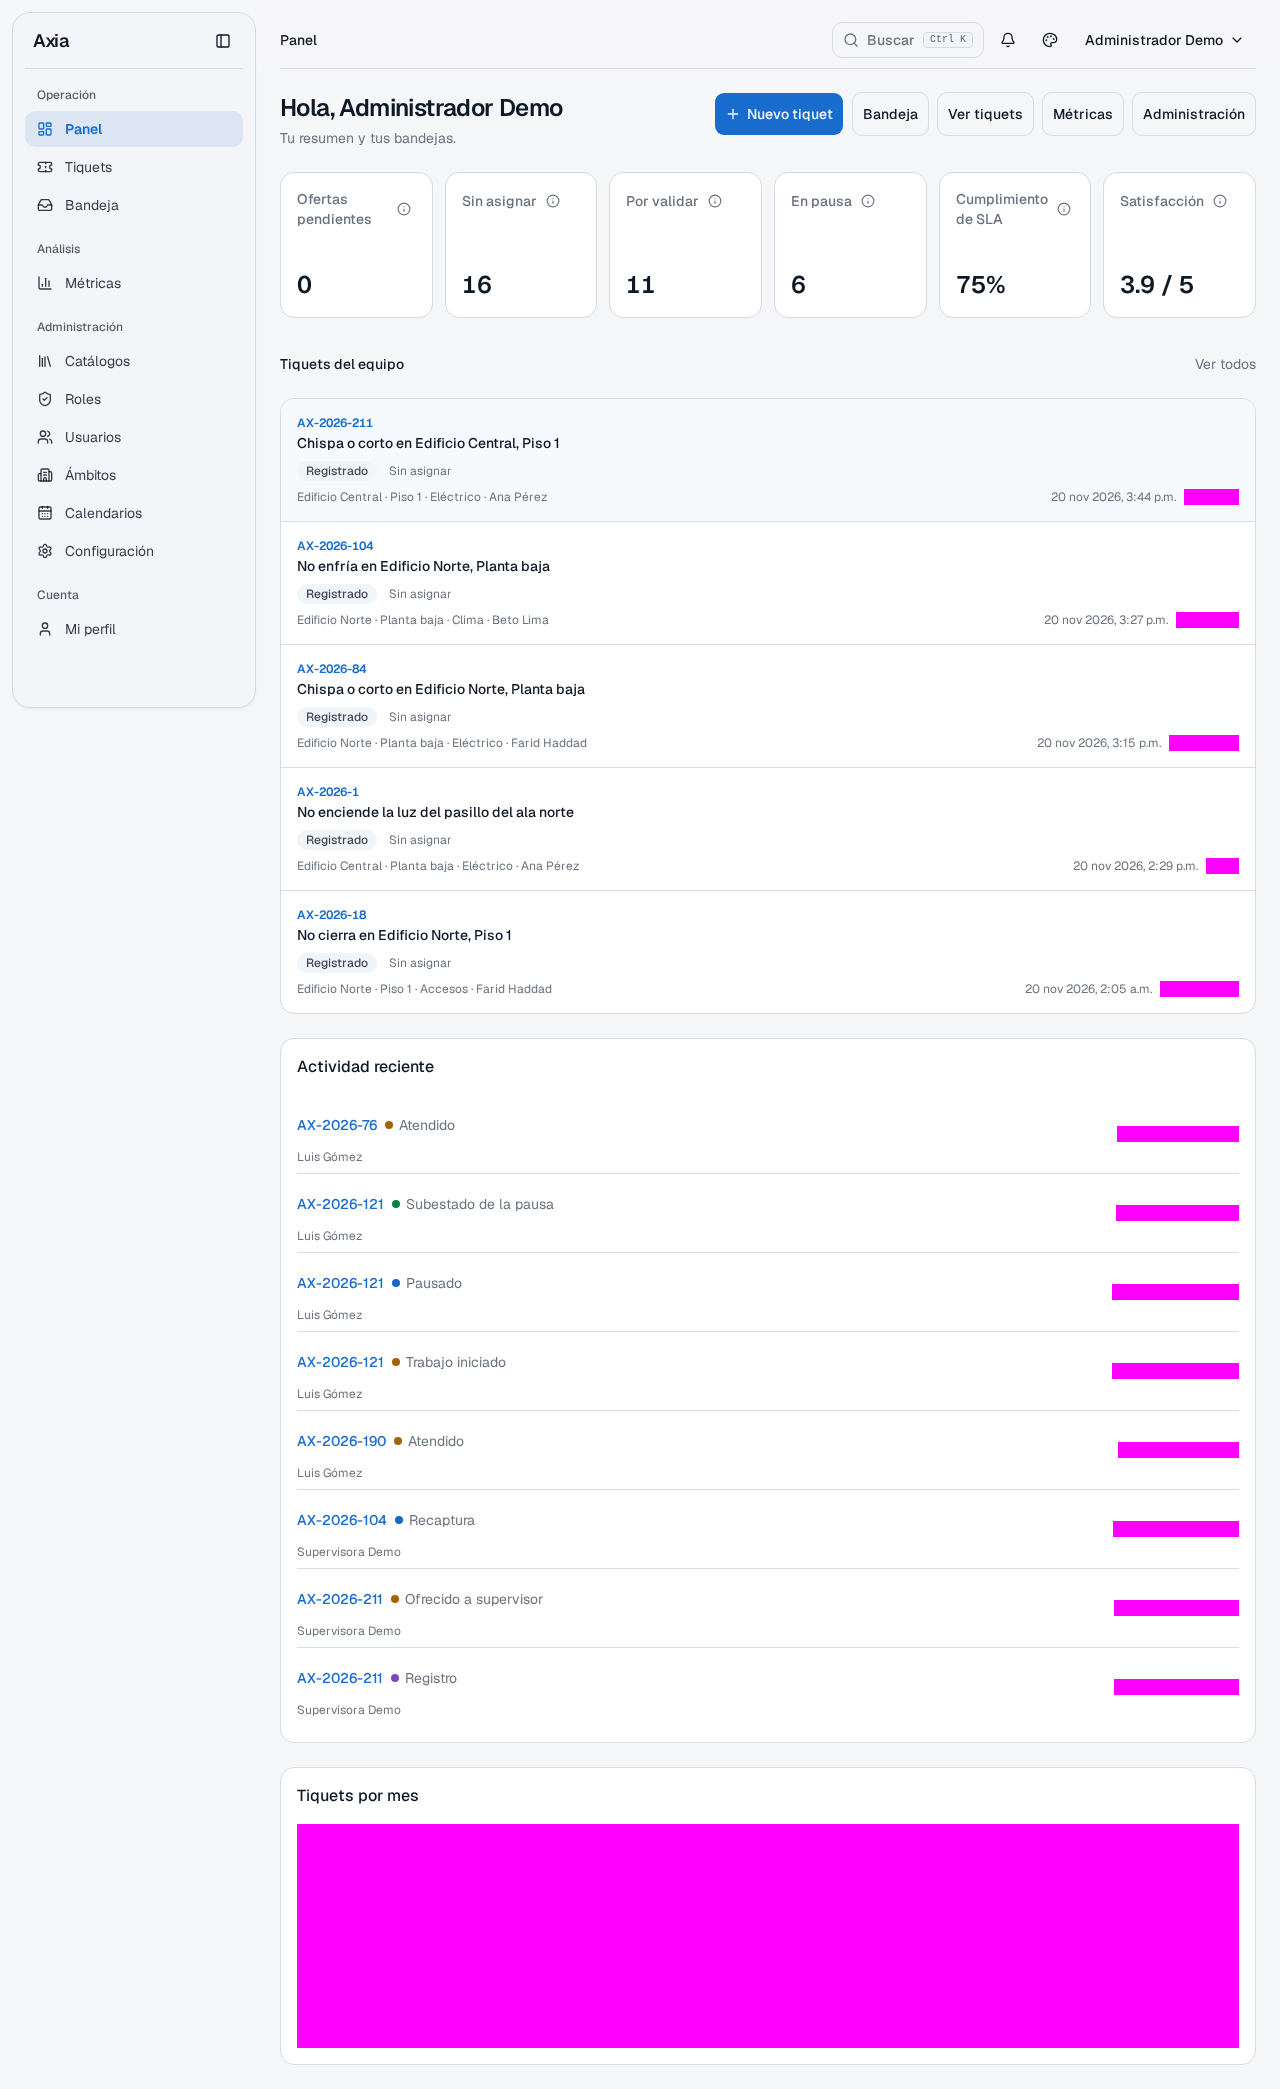 Axia
Operación
Panel
Tiquets
Bandeja
Análisis
Métricas
Administración
Catálogos
Roles
Usuarios
Ámbitos
Calendarios
Configuración
Cuenta
Mi perfil
Panel
Buscar Ctrl K
Administrador Demo
Hola, Administrador Demo
Tu resumen y tus bandejas.
Nuevo tiquet
Bandeja
Ver tiquets
Métricas
Administración
Ofertas
pendientes
0
Sin asignar
16
Por validar
11
En pausa
6
Cumplimiento
de SLA
75%
Satisfacción
3.9 / 5
Tiquets del equipo
Ver todos
AX-2026-211
Chispa o corto en Edificio Central, Piso 1
Registrado Sin asignar
Edificio Central · Piso 1 · Eléctrico · Ana Pérez 20 nov 2026, 3:44 p.m.
AX-2026-104
No enfría en Edificio Norte, Planta baja
Registrado Sin asignar
Edificio Norte · Planta baja · Clima · Beto Lima 20 nov 2026, 3:27 p.m.
AX-2026-84
Chispa o corto en Edificio Norte, Planta baja
Registrado Sin asignar
Edificio Norte · Planta baja · Eléctrico · Farid Haddad 20 nov 2026, 3:15 p.m.
AX-2026-1
No enciende la luz del pasillo del ala norte
Registrado Sin asignar
Edificio Central · Planta baja · Eléctrico · Ana Pérez 20 nov 2026, 2:29 p.m.
AX-2026-18
No cierra en Edificio Norte, Piso 1
Registrado Sin asignar
Edificio Norte · Piso 1 · Accesos · Farid Haddad 20 nov 2026, 2:05 a.m.
Actividad reciente
AX-2026-76 Atendido
Luis Gómez
AX-2026-121 Subestado de la pausa
Luis Gómez
AX-2026-121 Pausado
Luis Gómez
AX-2026-121 Trabajo iniciado
Luis Gómez
AX-2026-190 Atendido
Luis Gómez
AX-2026-104 Recaptura
Supervisora Demo
AX-2026-211 Ofrecido a supervisor
Supervisora Demo
AX-2026-211 Registro
Supervisora Demo
Tiquets por mes